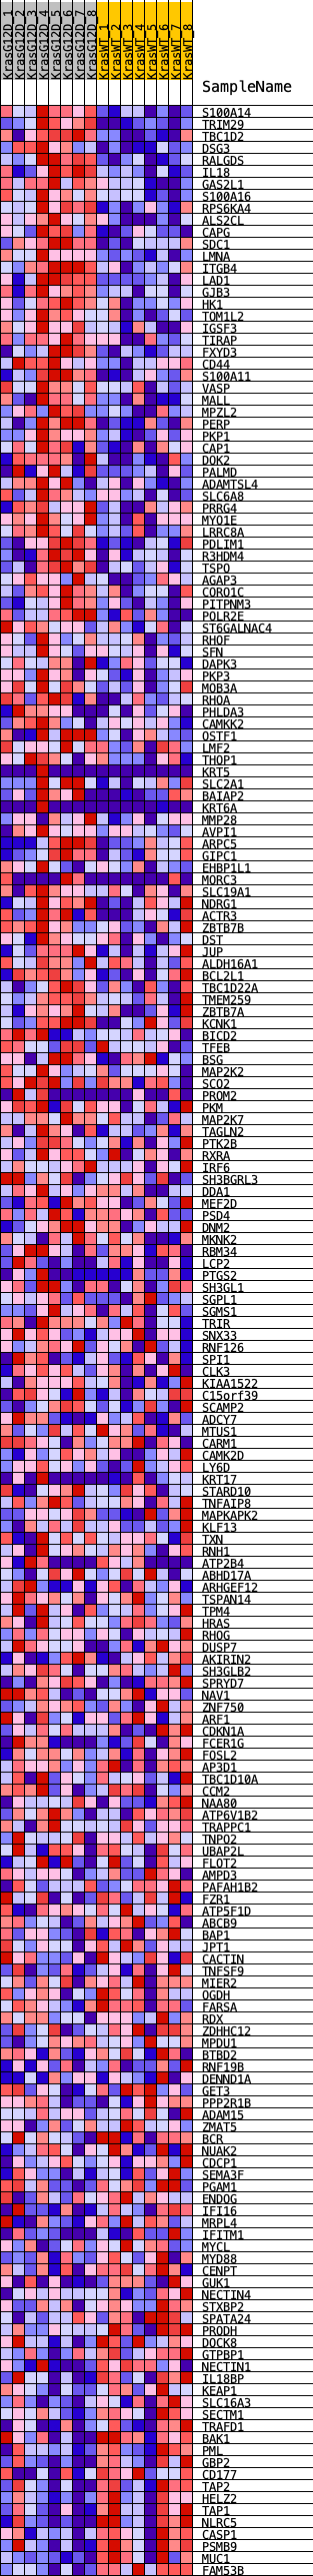 KrasG12D_1
KrasG12D_2
KrasG12D_3
KrasG12D_4
KrasG12D_5
KrasG12D_6
KrasG12D_7
KrasG12D_8
KrasWT_1
KrasWT_2
KrasWT_3
KrasWT_4
KrasWT_5
KrasWT_6
KrasWT_7
KrasWT_8
SampleName
S100A14
TRIM29
TBC1D2
DSG3
RALGDS
IL18
GAS2L1
S100A16
RPS6KA4
ALS2CL
CAPG
SDC1
LMNA
ITGB4
LAD1
GJB3
HK1
TOM1L2
IGSF3
TIRAP
FXYD3
CD44
S100A11
VASP
MALL
MPZL2
PERP
PKP1
CAP1
DOK2
PALMD
ADAMTSL4
SLC6A8
PRRG4
MYO1E
LRRC8A
PDLIM1
R3HDM4
TSPO
AGAP3
CORO1C
PITPNM3
POLR2E
ST6GALNAC4
RHOF
SFN
DAPK3
PKP3
MOB3A
RHOA
PHLDA3
CAMKK2
OSTF1
LMF2
THOP1
KRT5
SLC2A1
BAIAP2
KRT6A
MMP28
AVPI1
ARPC5
GIPC1
EHBP1L1
MORC3
SLC19A1
NDRG1
ACTR3
ZBTB7B
DST
JUP
ALDH16A1
BCL2L1
TBC1D22A
TMEM259
ZBTB7A
KCNK1
BICD2
TFEB
BSG
MAP2K2
SCO2
PROM2
PKM
MAP2K7
TAGLN2
PTK2B
RXRA
IRF6
SH3BGRL3
DDA1
MEF2D
PSD4
DNM2
MKNK2
RBM34
LCP2
PTGS2
SH3GL1
SGPL1
SGMS1
TRIR
SNX33
RNF126
SPI1
CLK3
KIAA1522
C15orf39
SCAMP2
ADCY7
MTUS1
CARM1
CAMK2D
LY6D
KRT17
STARD10
TNFAIP8
MAPKAPK2
KLF13
TXN
RNH1
ATP2B4
ABHD17A
ARHGEF12
TSPAN14
TPM4
HRAS
RHOG
DUSP7
AKIRIN2
SH3GLB2
SPRYD7
NAV1
ZNF750
ARF1
CDKN1A
FCER1G
FOSL2
AP3D1
TBC1D10A
CCM2
NAA80
ATP6V1B2
TRAPPC1
TNPO2
UBAP2L
FLOT2
AMPD3
PAFAH1B2
FZR1
ATP5F1D
ABCB9
BAP1
JPT1
CACTIN
TNFSF9
MIER2
OGDH
FARSA
RDX
ZDHHC12
MPDU1
BTBD2
RNF19B
DENND1A
GET3
PPP2R1B
ADAM15
ZMAT5
BCR
NUAK2
CDCP1
SEMA3F
PGAM1
ENDOG
IFI16
MRPL4
IFITM1
MYCL
MYD88
CENPT
GUK1
NECTIN4
STXBP2
SPATA24
PRODH
DOCK8
GTPBP1
NECTIN1
IL18BP
KEAP1
SLC16A3
SECTM1
TRAFD1
BAK1
PML
GBP2
CD177
TAP2
HELZ2
TAP1
NLRC5
CASP1
PSMB9
MUC1
FAM53B